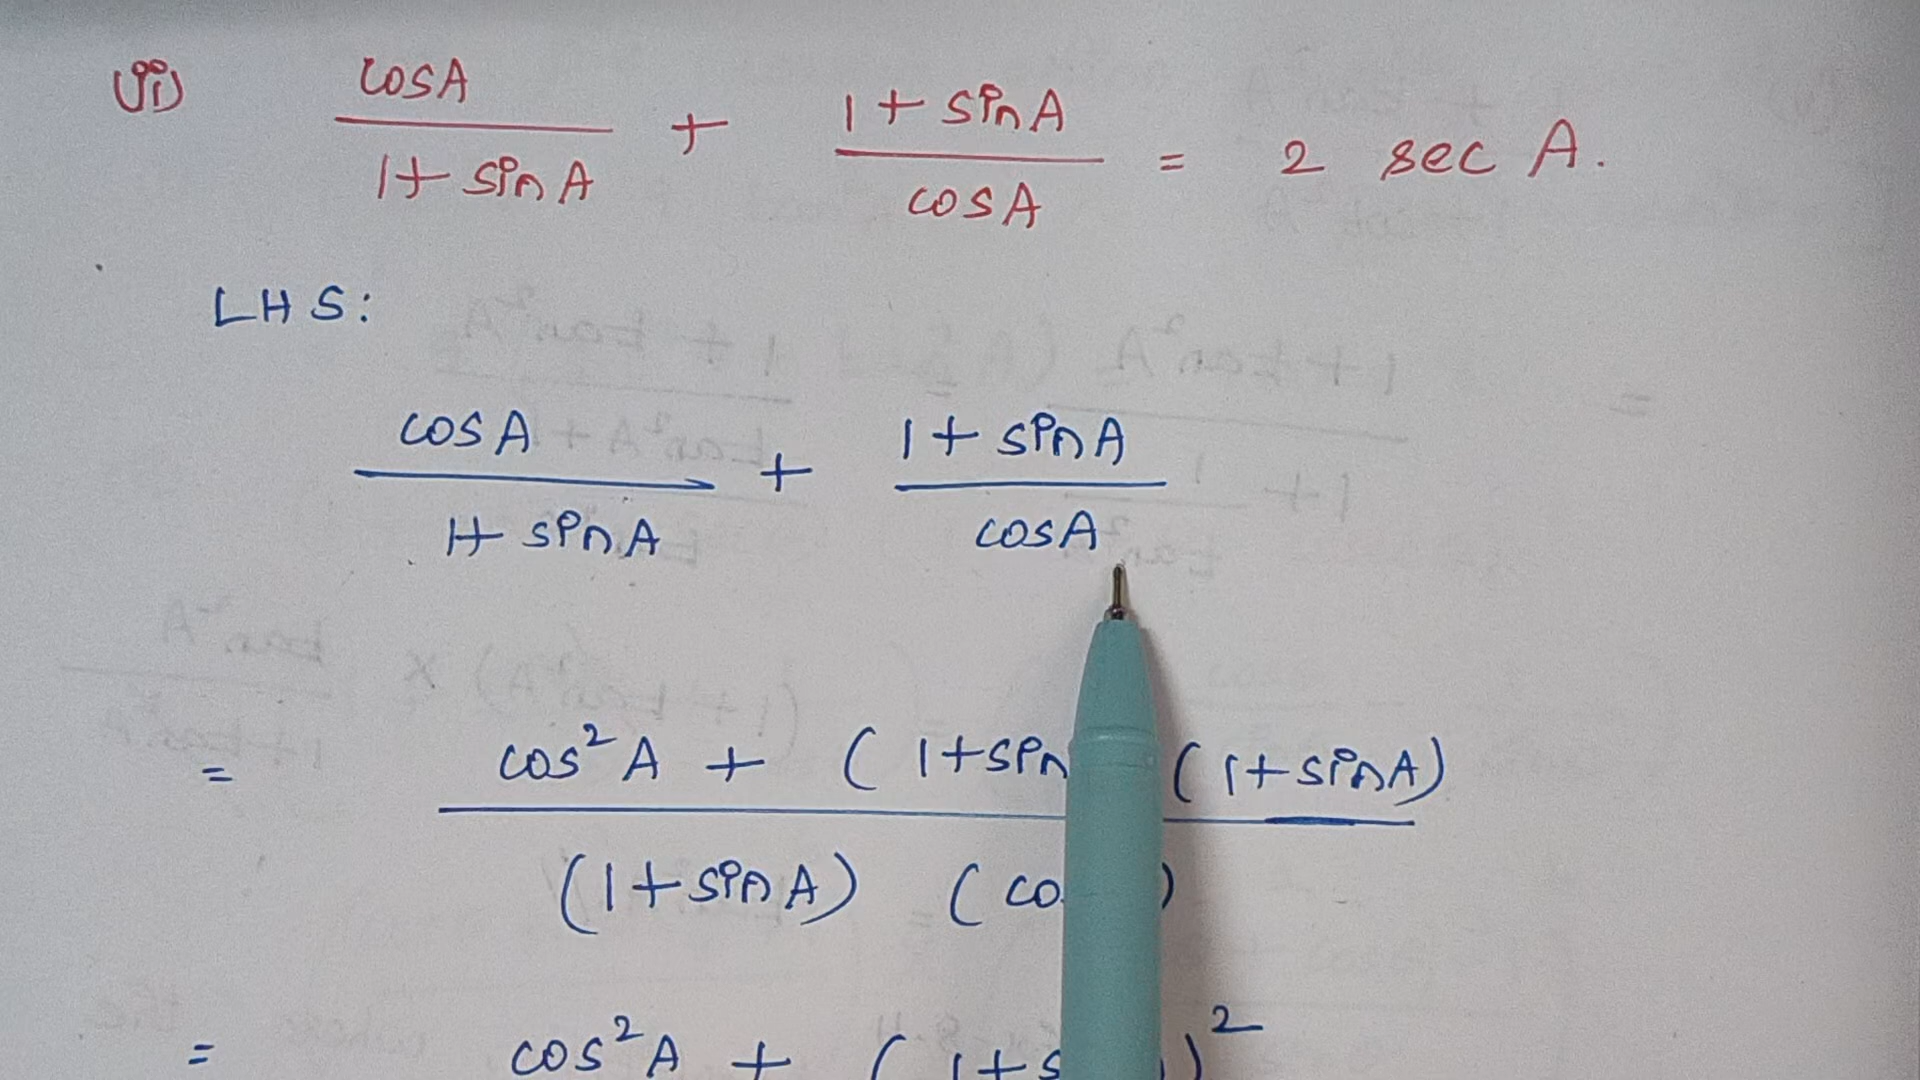 (ii) cosA / 1 + sinA + 1 + sinA / cosA = 2 sec A.
LHS:
cosA / 1+ sinA + 1 + sinA / cosA
= cos²A + (1+sin (1+sinA) / (1+sinA) (co )
= cos²A + (1+s )²